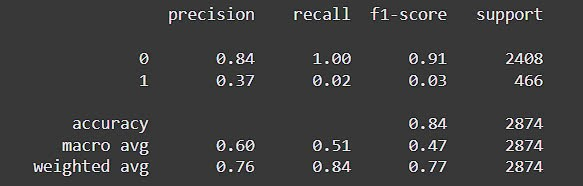 precision recall f1-score support
0 0.84 1.00 0.91 2408
1 0.37 0.02 0.03 466
accuracy 0.84 2874
macro avg 0.60 0.51 0.47 2874
weighted avg 0.76 0.84 0.77 2874